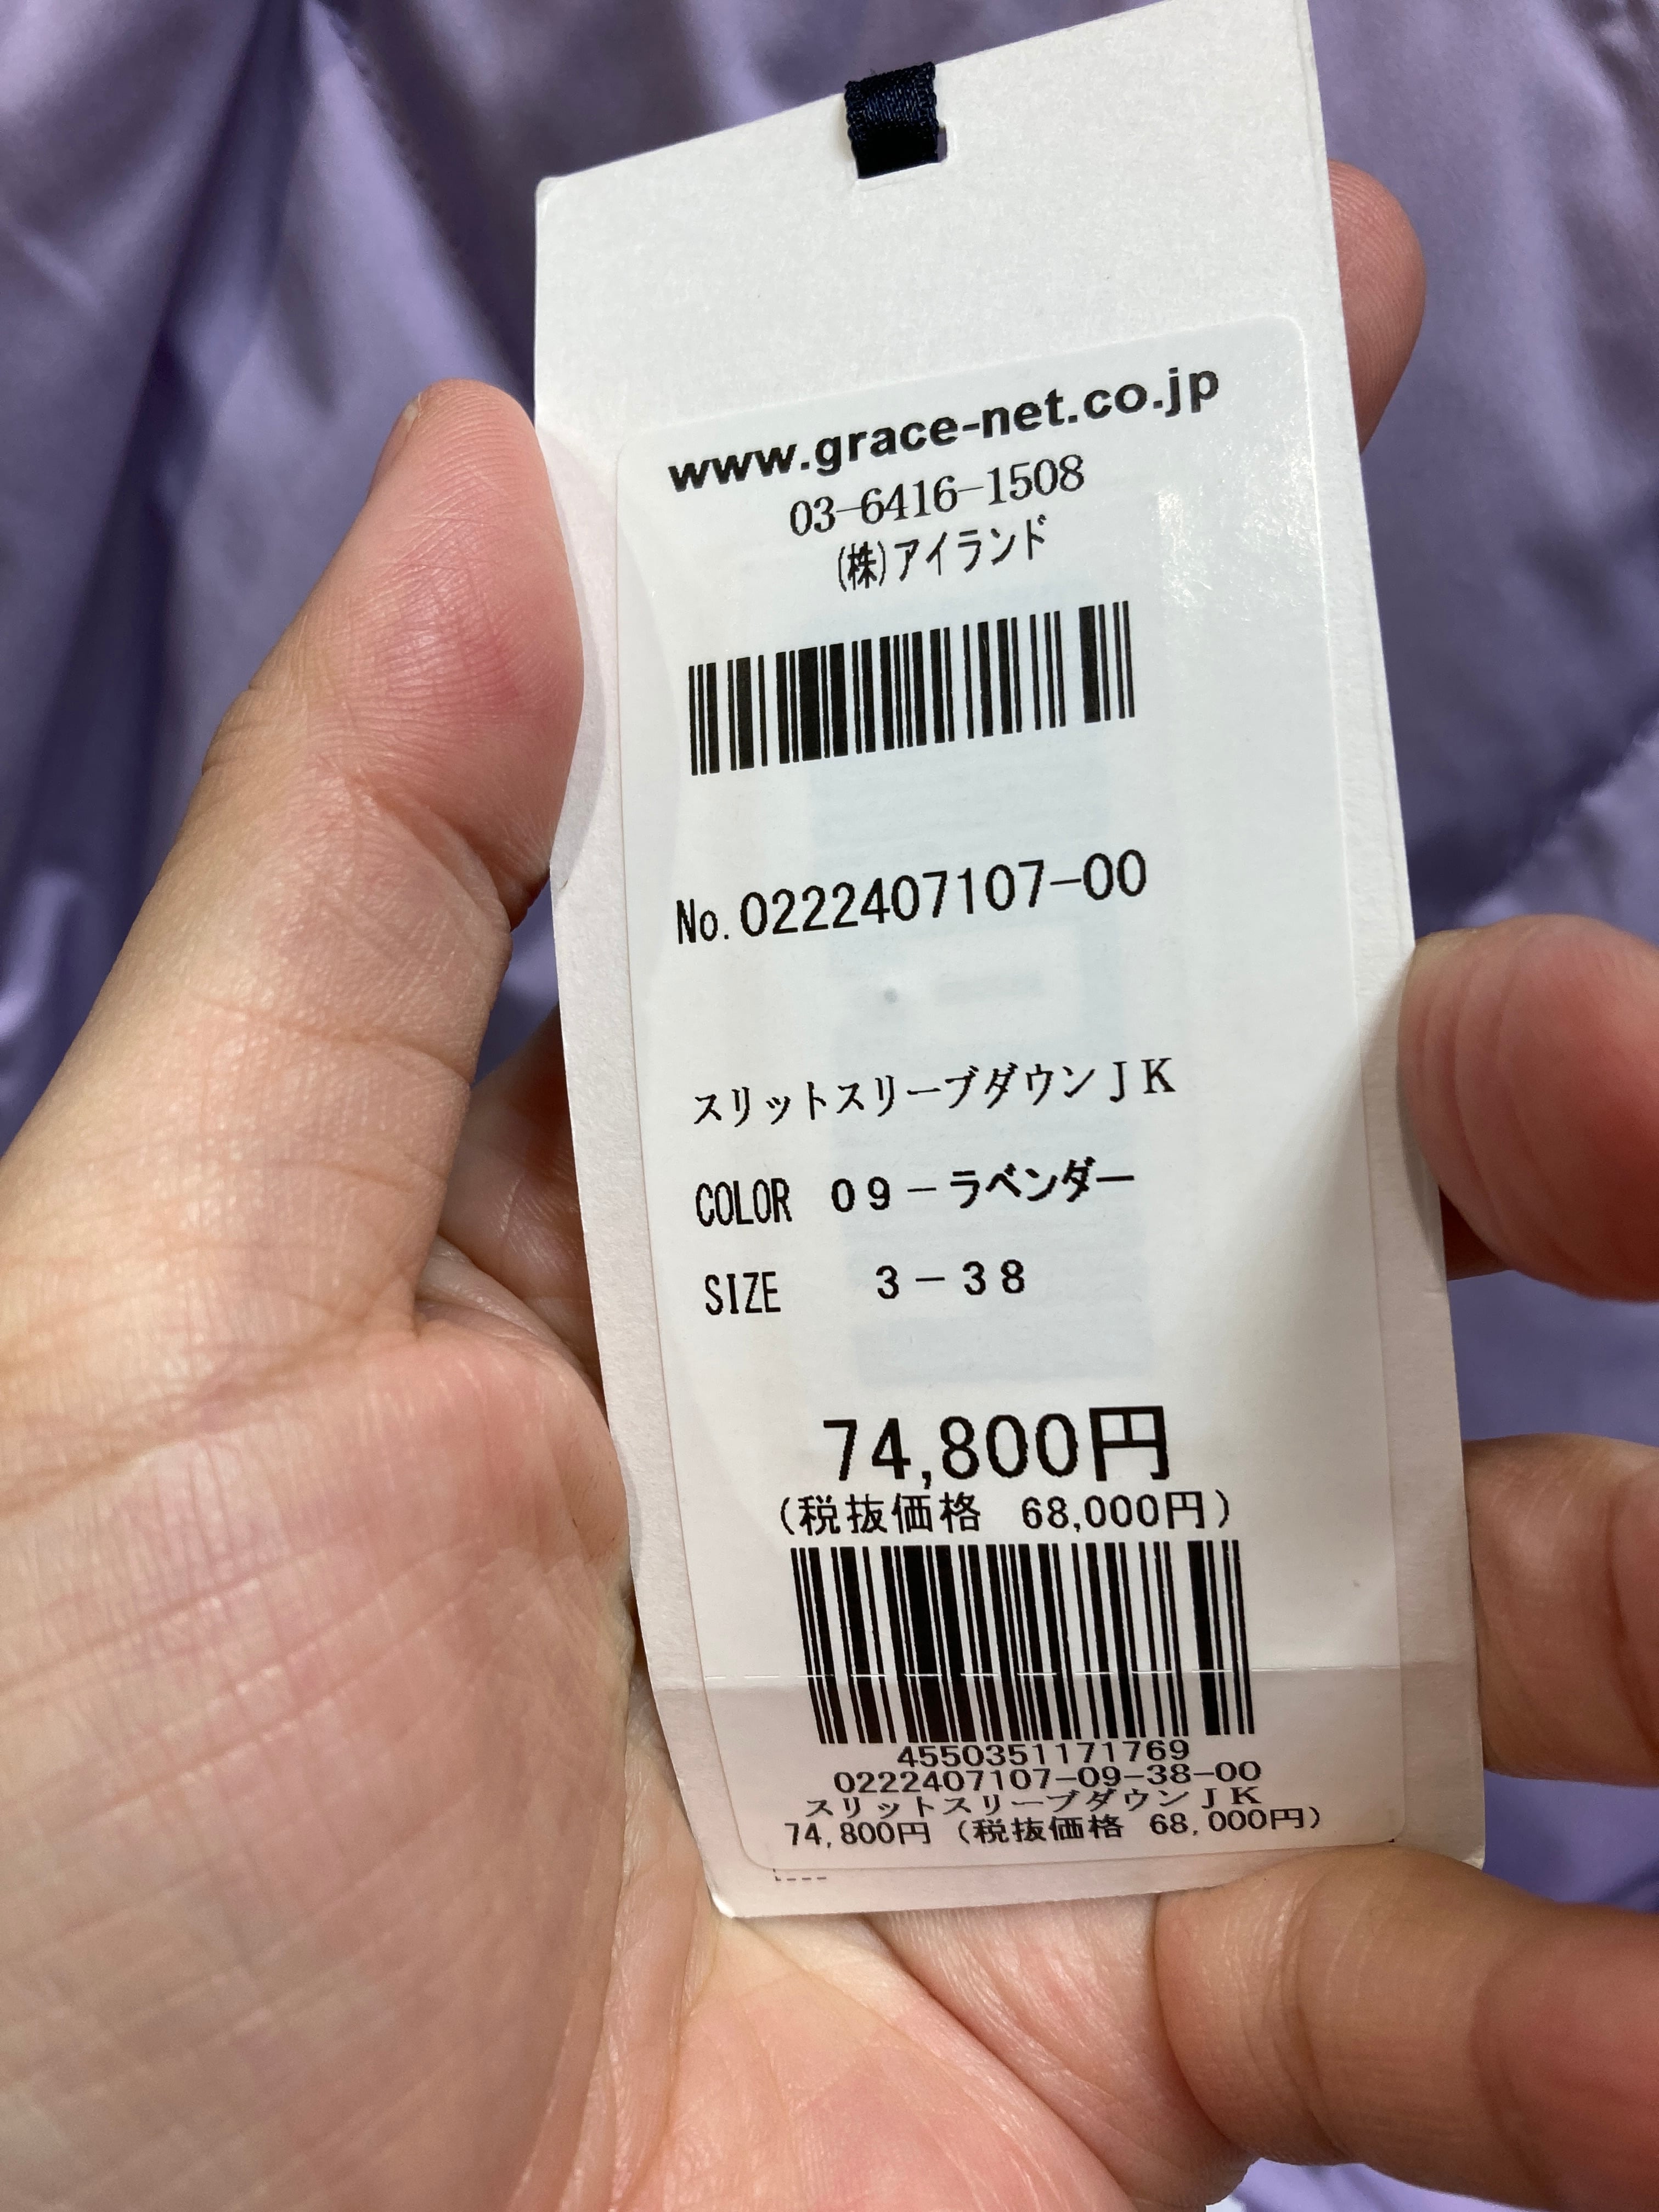 www.grace-net.co.jp
03-6416-1508
(株)アイランド
No.0222407107-00
スリットスリーブダウンJK
COLOR 09-ラベンダー
SIZE 3-38
74,800円
(税抜価格 68,000円)
4550351171769
0222407107-09-38-00
スリットスリーブダウンJK
74,800円 (税抜価格 68,000円)